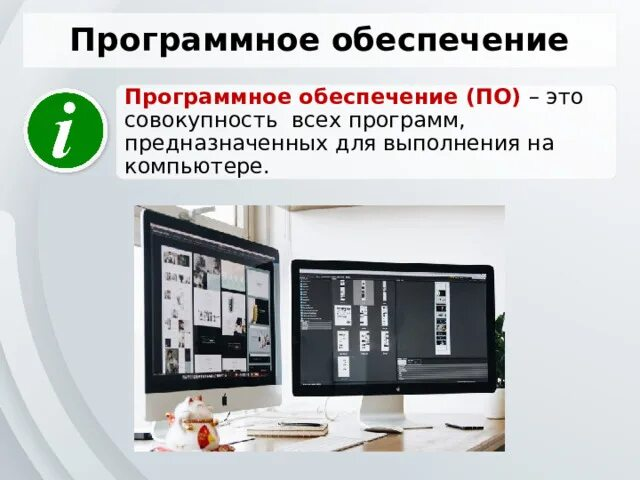 Программное обеспечение
Программное обеспечение (ПО) – это
совокупность всех программ,
предназначенных для выполнения на
компьютере.